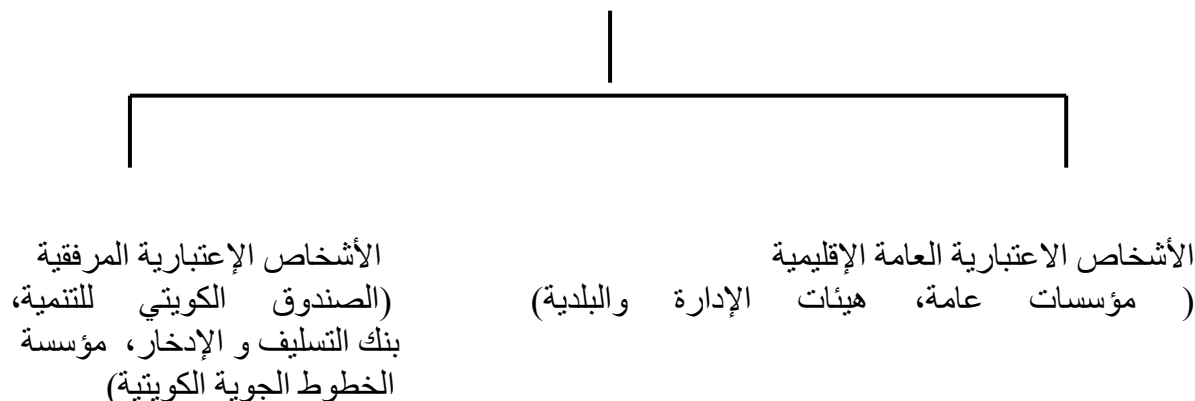 الأشخاص الاعتبارية العامة الإقليمية
( مؤسسات عامة، هيئات الإدارة والبلدية)
الأشخاص الإعتبارية المرفقية
(الصندوق الكويتي للتنمية،
بنك التسليف و الإدخار، مؤسسة
الخطوط الجوية الكويتية)